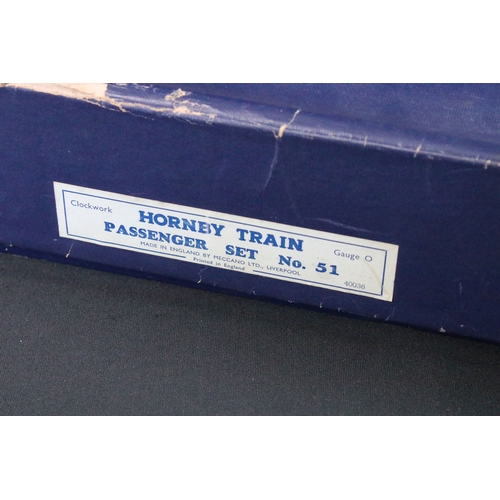 Clockwork
HORNBY TRAIN
Gauge O
PASSENGER SET No. 51
MADE IN ENGLAND BY MECCANO LTD., LIVERPOOL
Printed in England
40036